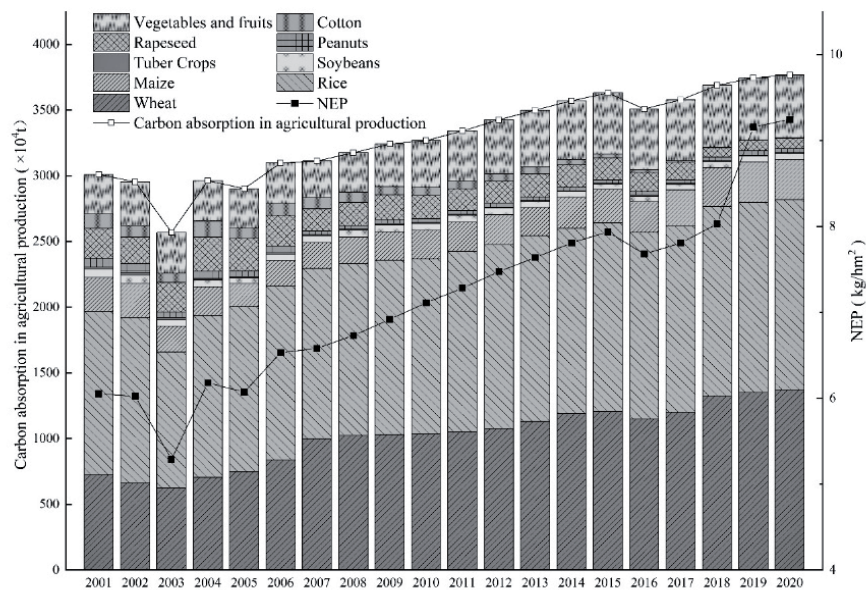 Vegetables and fruits Cotton
Rapeseed Peanuts
Tuber Crops Soybeans
Maize Rice
Wheat NEP
Carbon absorption in agricultural production
Carbon absorption in agricultural production ( ×10⁴t)
4000
3500
3000
2500
2000
1500
1000
500
0
10
8
6
4
NEP ( kg/hm²)
2001 2002 2003 2004 2005 2006 2007 2008 2009 2010 2011 2012 2013 2014 2015 2016 2017 2018 2019 2020